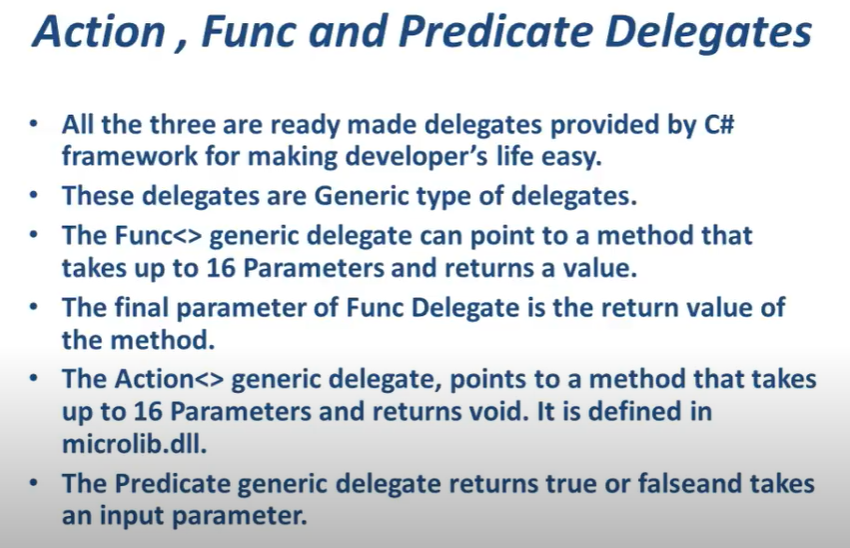 Action , Func and Predicate Delegates
• All the three are ready made delegates provided by C#
framework for making developer’s life easy.
• These delegates are Generic type of delegates.
• The Func<> generic delegate can point to a method that
takes up to 16 Parameters and returns a value.
• The final parameter of Func Delegate is the return value of
the method.
• The Action<> generic delegate, points to a method that takes
up to 16 Parameters and returns void. It is defined in
microlib.dll.
• The Predicate generic delegate returns true or falseand takes
an input parameter.